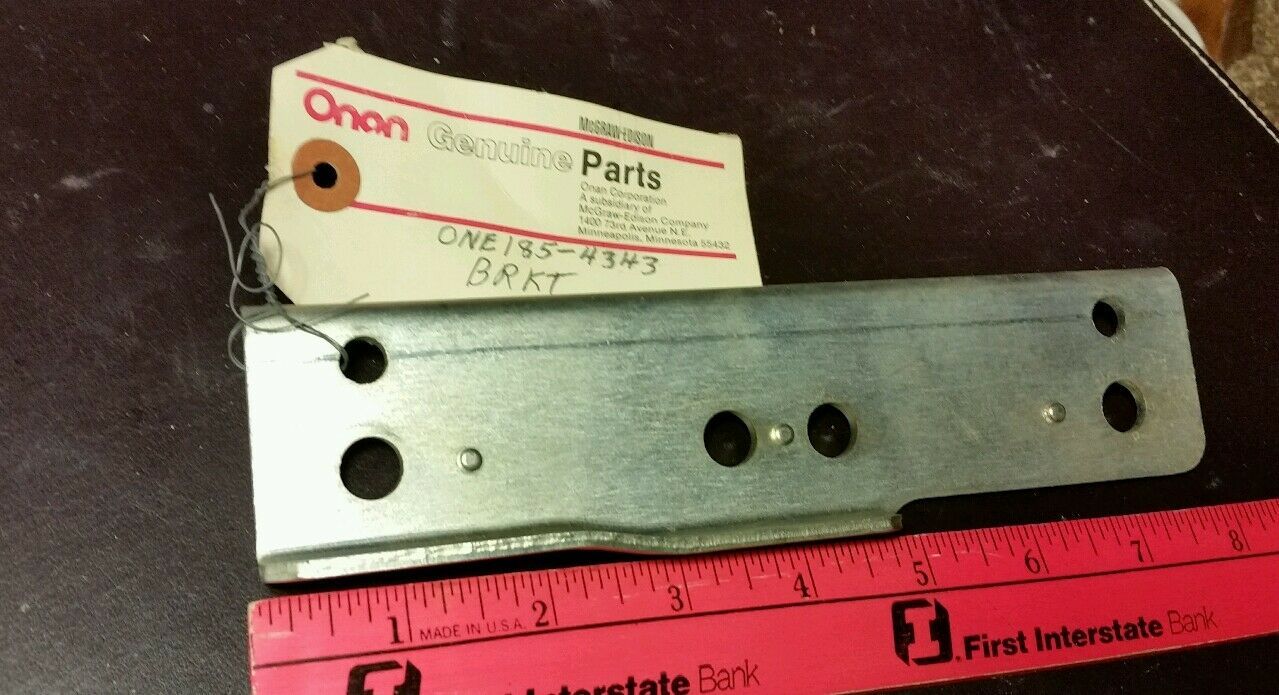 Onan Genuine Parts
McGRAW-EDISON
Onan Corporation
A subsidiary of
McGraw-Edison Company
1400 73rd Avenue N.E.
Minneapolis, Minnesota 55432
ONE185-4343
BRKT
1 2 3 4 5 6 7 8
MADE IN U.S.A.
First Interstate Bank
First Interstate Bank